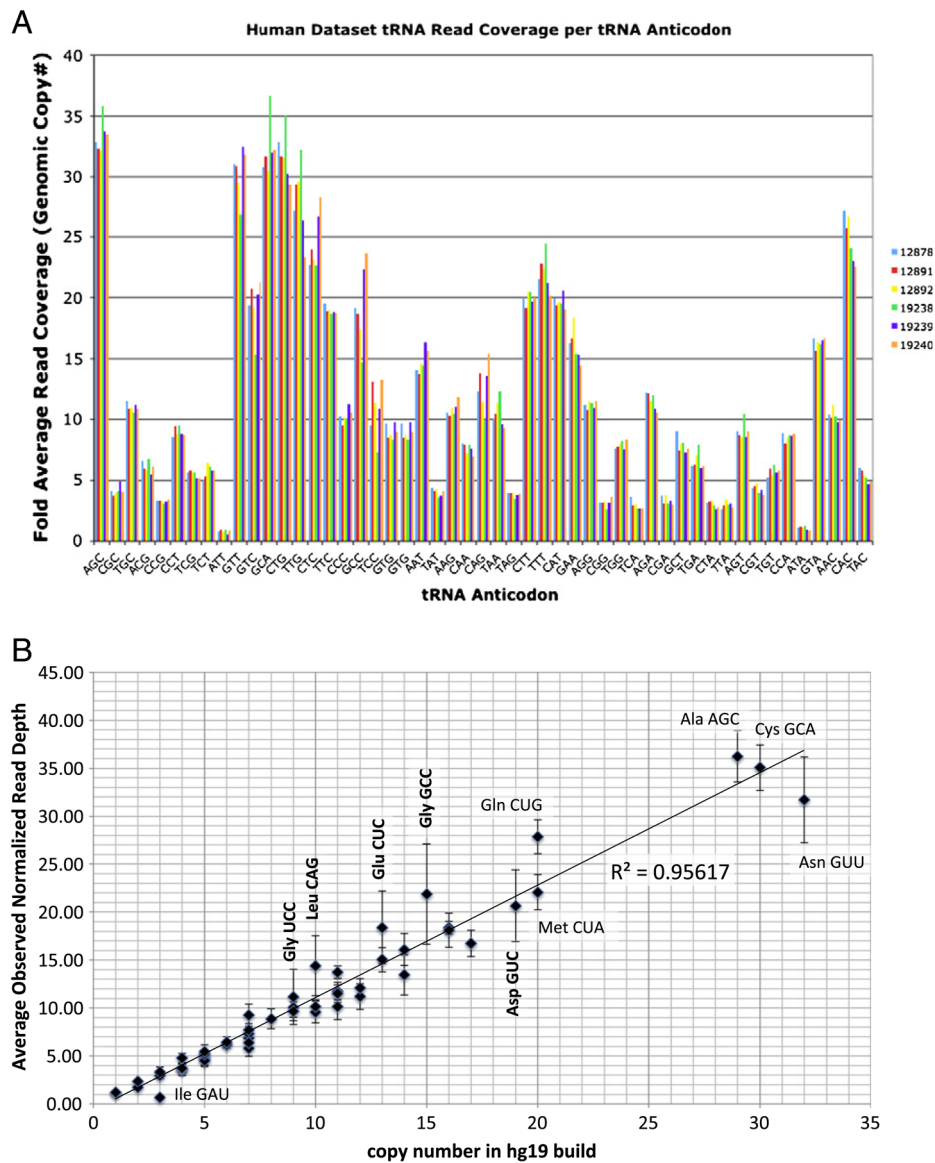 A
Human Dataset tRNA Read Coverage per tRNA Anticodon
Fold Average Read Coverage (Genomic Copy#)
40
35
30
25
20
15
10
5
0
AGC CGC TGC ACG CCG CCT TCG TCT ATT GTT GTC GCA CTG TTG CTC TTC CCC GCC TCC GTG GTG AAT TAT AAG CAA CAG TAA TAG CTT TTT CAT GAA AGG CGG TGG TCA AGA CGA GCT TGA CTA TTA AGT CGT TGT CCA ATA GTA AAC CAC TAC
tRNA Anticodon
12878
12891
12892
19238
19239
19240
B
Average Observed Normalized Read Depth
45.00
40.00
35.00
30.00
25.00
20.00
15.00
10.00
5.00
0.00
Ala AGC
Cys GCA
Gly GCC
Gln CUG
Glu CUC
Asn GUU
R² = 0.95617
Leu CAG
Gly UCC
Met CUA
Asp GUC
Ile GAU
0 5 10 15 20 25 30 35
copy number in hg19 build